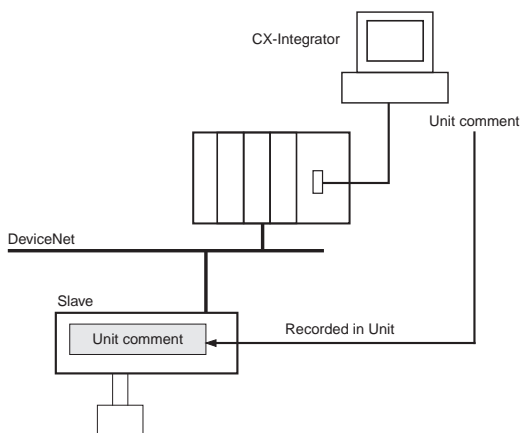 CX-Integrator
Unit comment
DeviceNet
Slave
Unit comment
Recorded in Unit